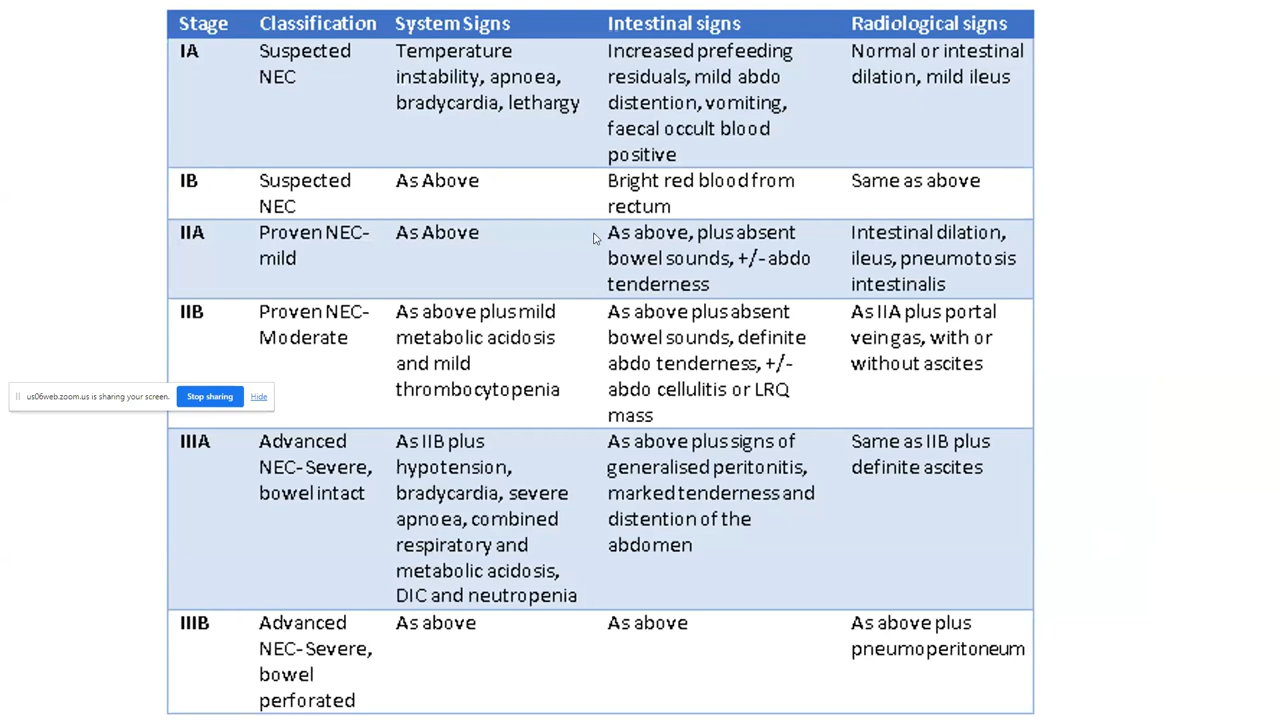 Stage Classification System Signs Intestinal signs Radiological signs
IA Suspected Temperature Increased prefeeding Normal or intestinal
NEC instability, apnoea, residuals, mild abdo dilation, mild ileus
bradycardia, lethargy distention, vomiting,
faecal occult blood
positive
IB Suspected As Above Bright red blood from Same as above
NEC rectum
IIA Proven NEC- As Above As above, plus absent Intestinal dilation,
mild bowel sounds, +/- abdo ileus, pneumotosis
tenderness intestinalis
IIB Proven NEC- As above plus mild As above plus absent As IIA plus portal
Moderate metabolic acidosis bowel sounds, definite vein gas, with or
and mild abdo tenderness, +/- without ascites
thrombocytopenia abdo cellulitis or LRQ
mass
us06web.zoom.us is sharing your screen. Stop sharing Hide
IIIA Advanced As IIB plus As above plus signs of Same as IIB plus
NEC-Severe, hypotension, generalised peritonitis, definite ascites
bowel intact bradycardia, severe marked tenderness and
apnoea, combined distention of the
respiratory and abdomen
metabolic acidosis,
DIC and neutropenia
IIIB Advanced As above As above As above plus
NEC-Severe, pneumoperitoneum
bowel
perforated